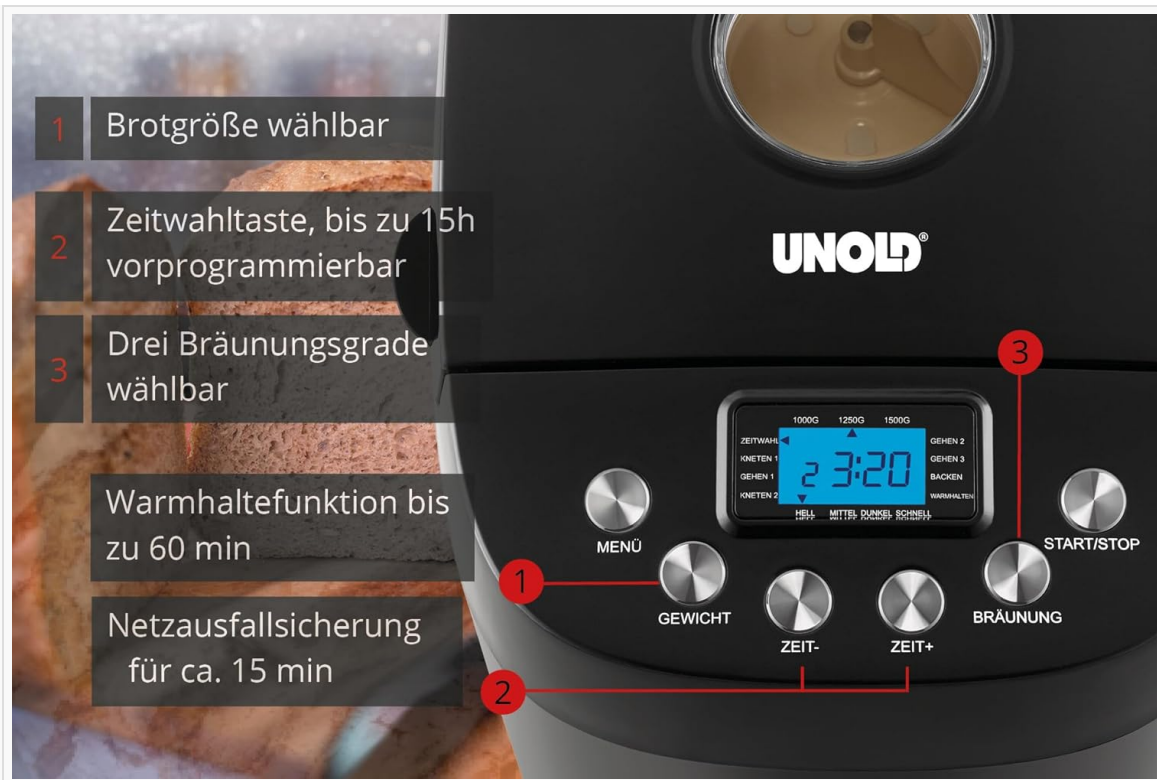 1
Brotgröße wählbar
2
Zeitwahltaste, bis zu 15h
vorprogrammierbar
3
Drei Bräunungsgrade
wählbar
Warmhaltefunktion bis
zu 60 min
Netzausfallsicherung
für ca. 15 min
UNOLD®
3
1000G 1250G 1500G
ZEITWAHL
KNETEN 1
GEHEN 1
KNETEN 2
2 3:20
GEHEN 2
GEHEN 3
BACKEN
WARMHALTEN
HELL MITTEL DUNKEL SCHNELL
MENÜ
START/STOP
1
GEWICHT
BRÄUNUNG
ZEIT-
ZEIT+
2